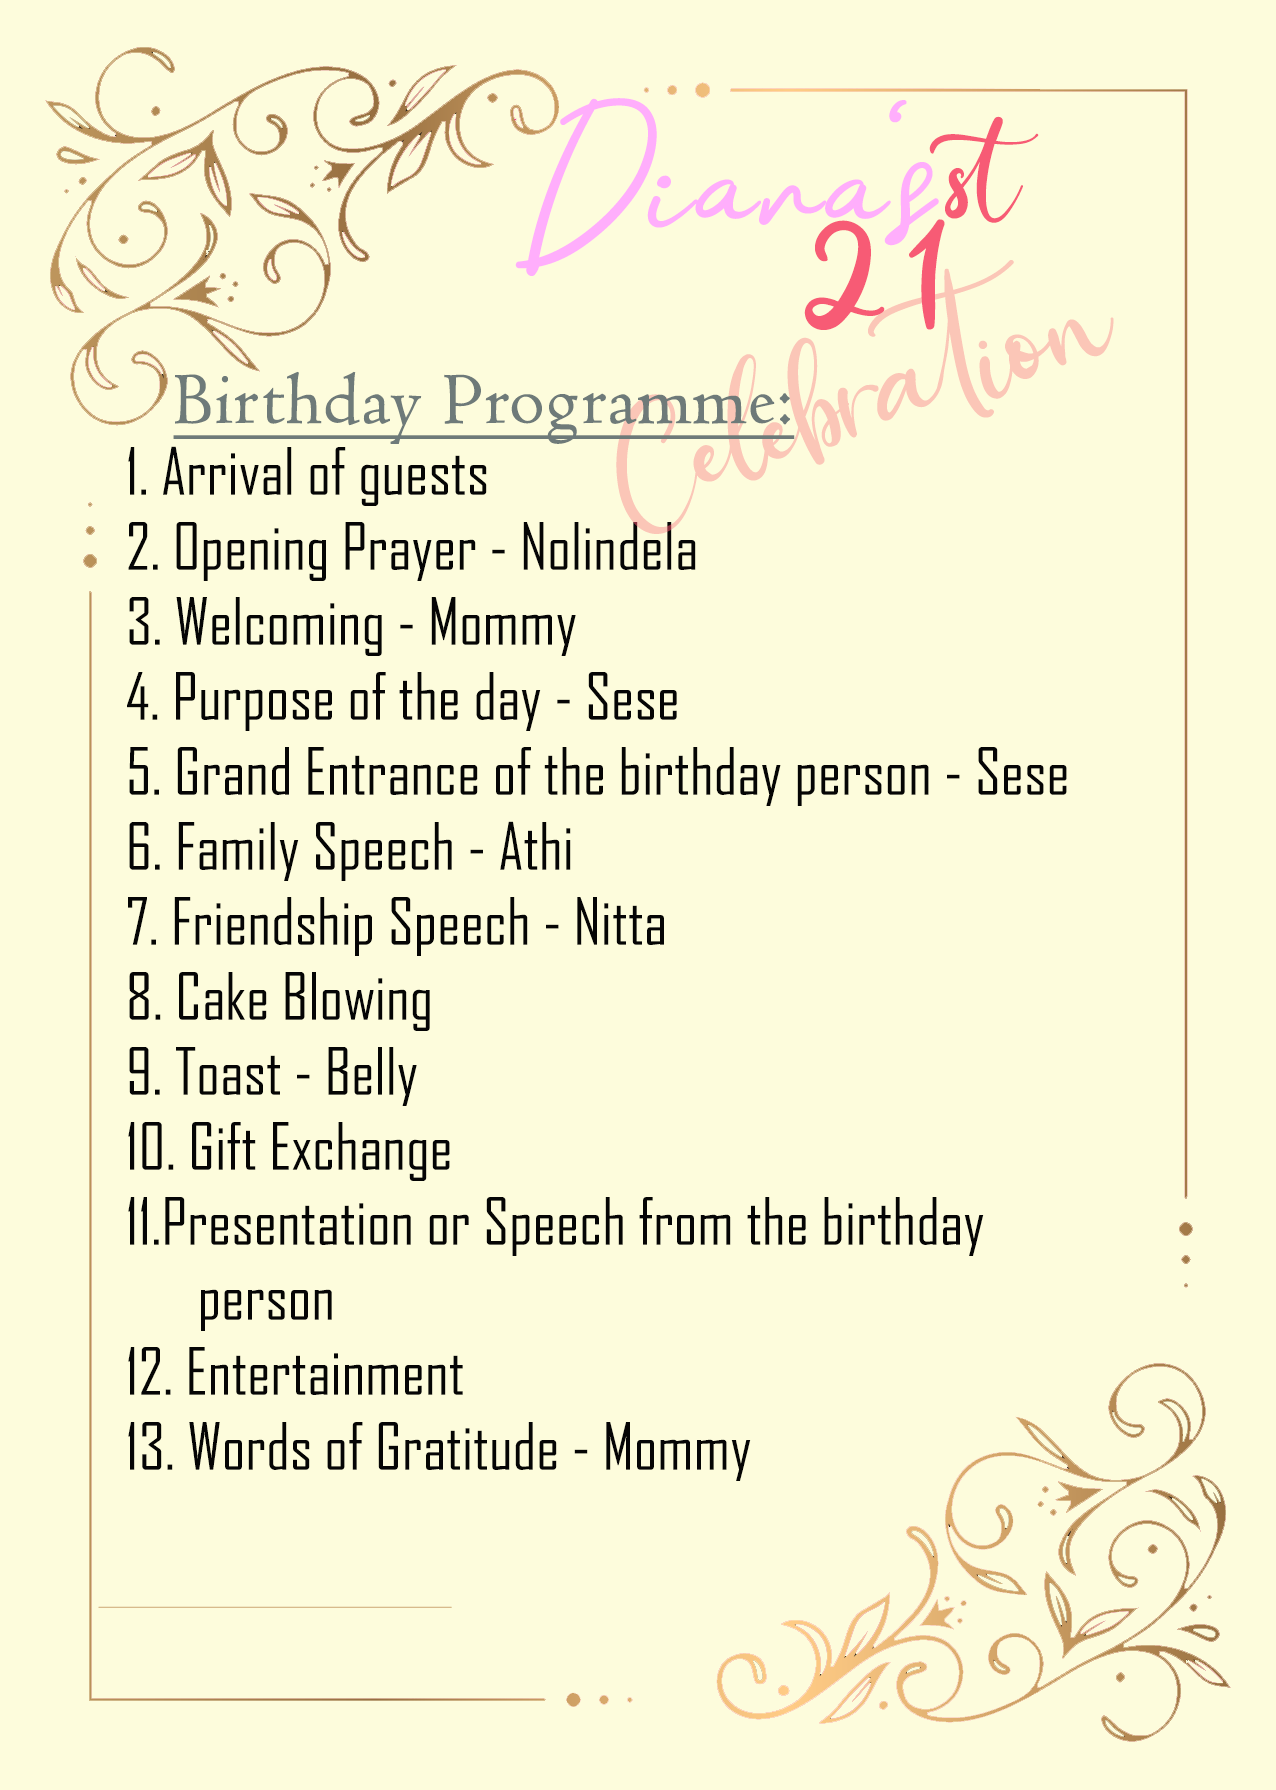 Diana's
21st
Celebration
Birthday Programme:
1. Arrival of guests
2. Opening Prayer - Nolindela
3. Welcoming - Mommy
4. Purpose of the day - Sese
5. Grand Entrance of the birthday person - Sese
6. Family Speech - Athi
7. Friendship Speech - Nitta
8. Cake Blowing
9. Toast - Belly
10. Gift Exchange
11.Presentation or Speech from the birthday
person
12. Entertainment
13. Words of Gratitude - Mommy